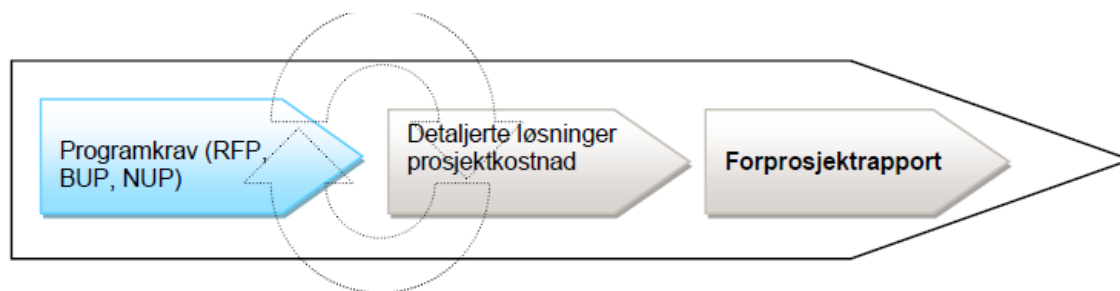 Programkrav (RFP,
BUP, NUP)
Detaljerte løsninger
prosjektkostnad
Forprosjektrapport